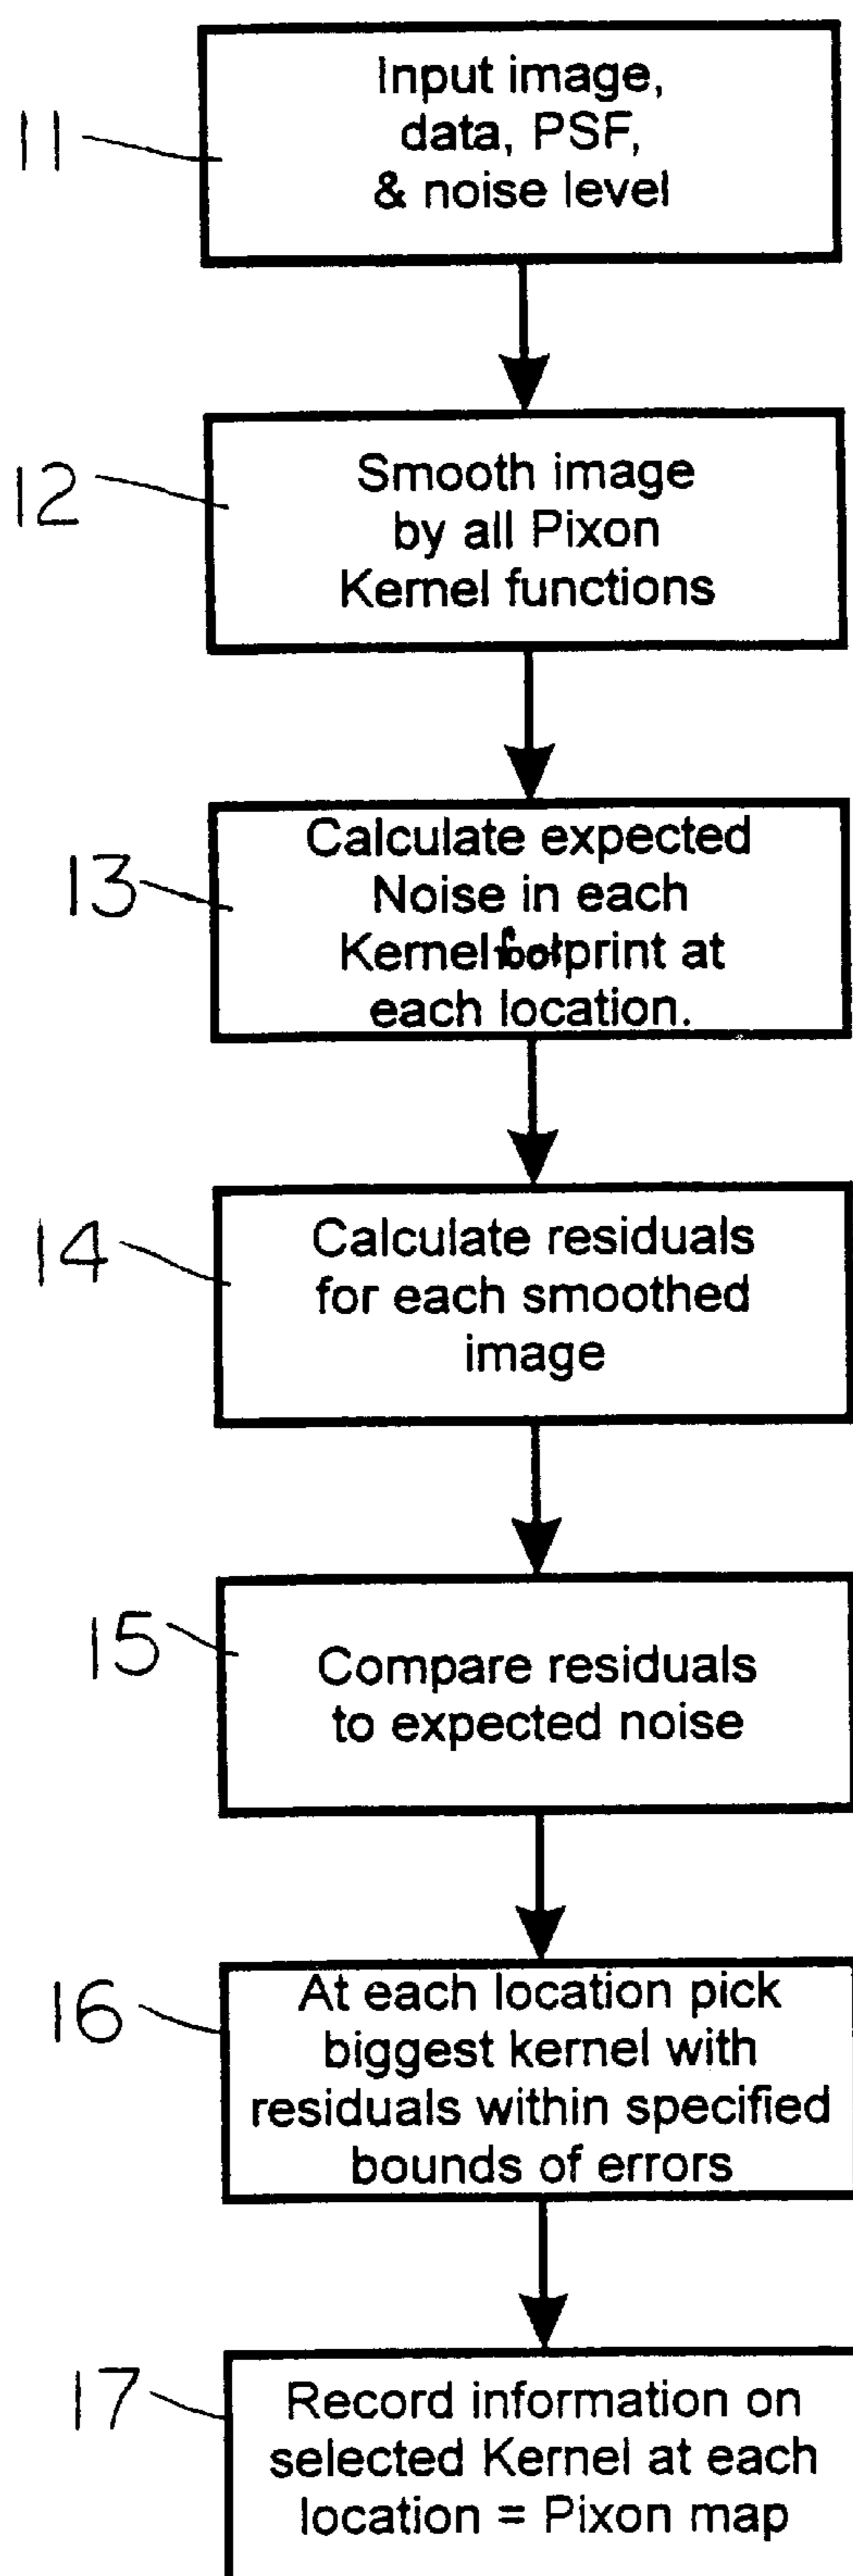 11
Input image,
data, PSF,
& noise level
12
Smooth image
by all Pixon
Kernel functions
13
Calculate expected
Noise in each
Kernel footprint at
each location.
14
Calculate residuals
for each smoothed
image
15
Compare residuals
to expected noise
16
At each location pick
biggest kernel with
residuals within specified
bounds of errors
17
Record information on
selected Kernel at each
location = Pixon map